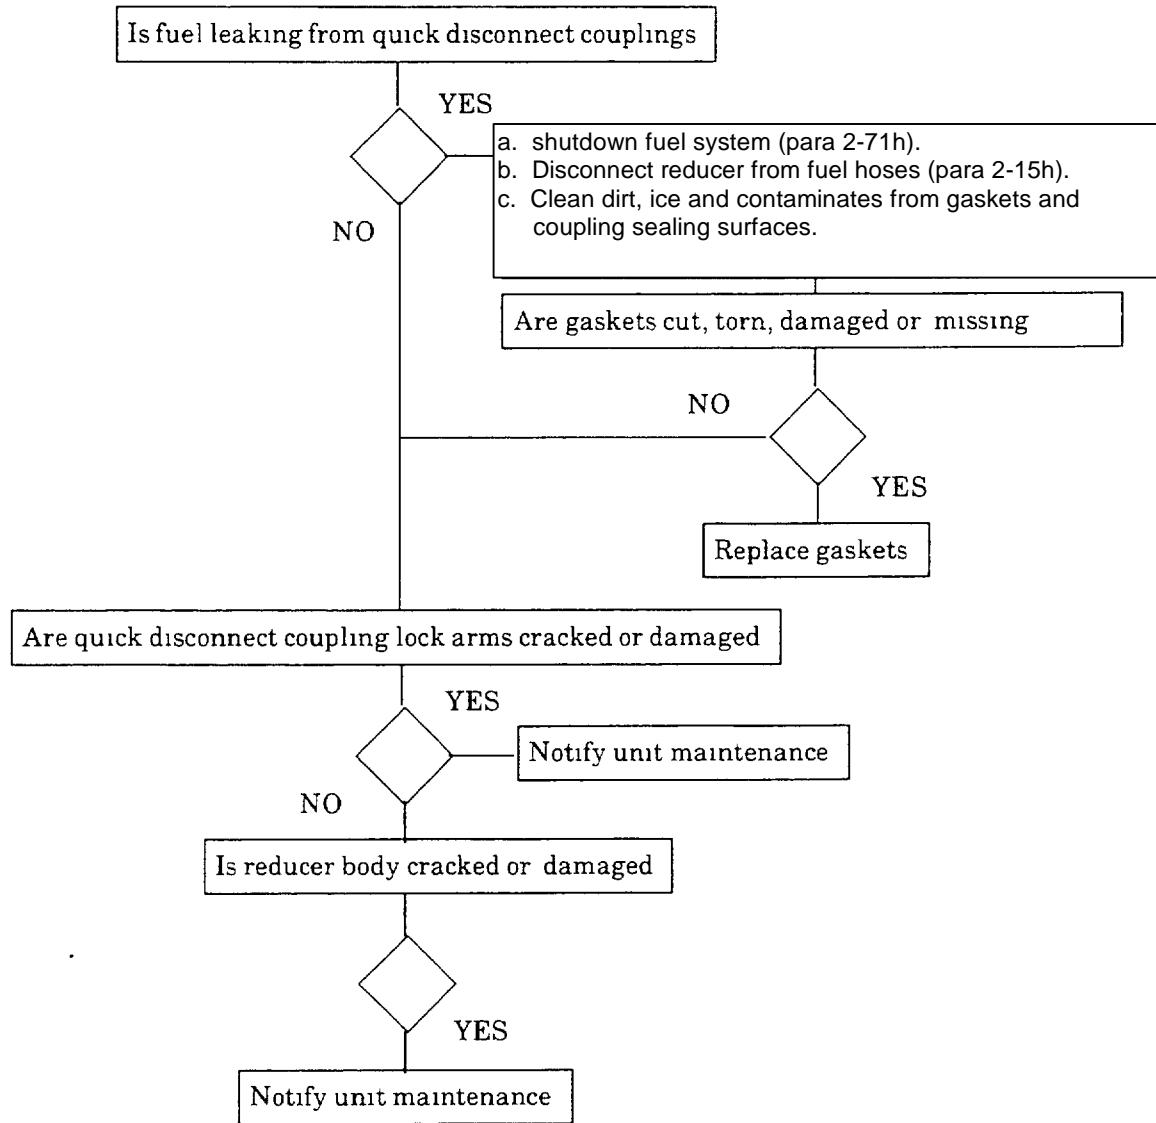 Is fuel leaking from quick disconnect couplings
YES
a. shutdown fuel system (para 2-71h).
b. Disconnect reducer from fuel hoses (para 2-15h).
c. Clean dirt, ice and contaminates from gaskets and
coupling sealing surfaces.
NO
Are gaskets cut, torn, damaged or missing
NO
YES
Replace gaskets
Are quick disconnect coupling lock arms cracked or damaged
YES
Notify unit maintenance
NO
Is reducer body cracked or damaged
YES
Notify unit maintenance